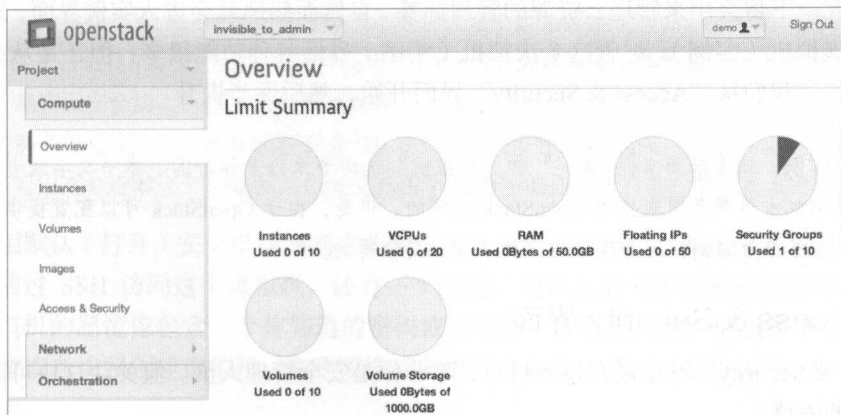 openstack
invisible_to_admin
demo
Sign Out
Project
Compute
Overview
Instances
Volumes
Images
Access & Security
Network
Orchestration
Overview
Limit Summary
Instances
Used 0 of 10
VCPUs
Used 0 of 20
RAM
Used 0Bytes of 50.0GB
Floating IPs
Used 0 of 50
Security Groups
Used 1 of 10
Volumes
Used 0 of 10
Volume Storage
Used 0Bytes of
1000.0GB